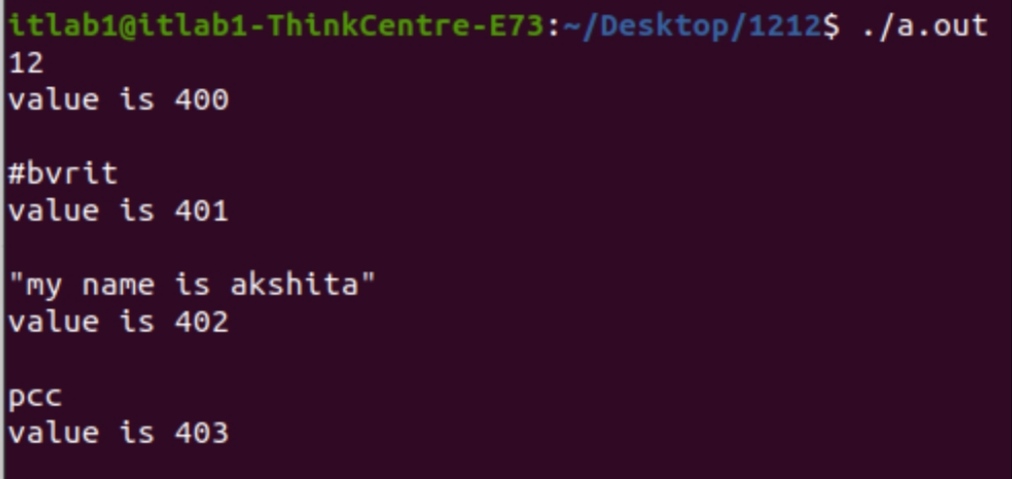 itlab1@itlab1-ThinkCentre-E73:~/Desktop/1212$ ./a.out
12
value is 400
#bvrit
value is 401
"my name is akshita"
value is 402
pcc
value is 403